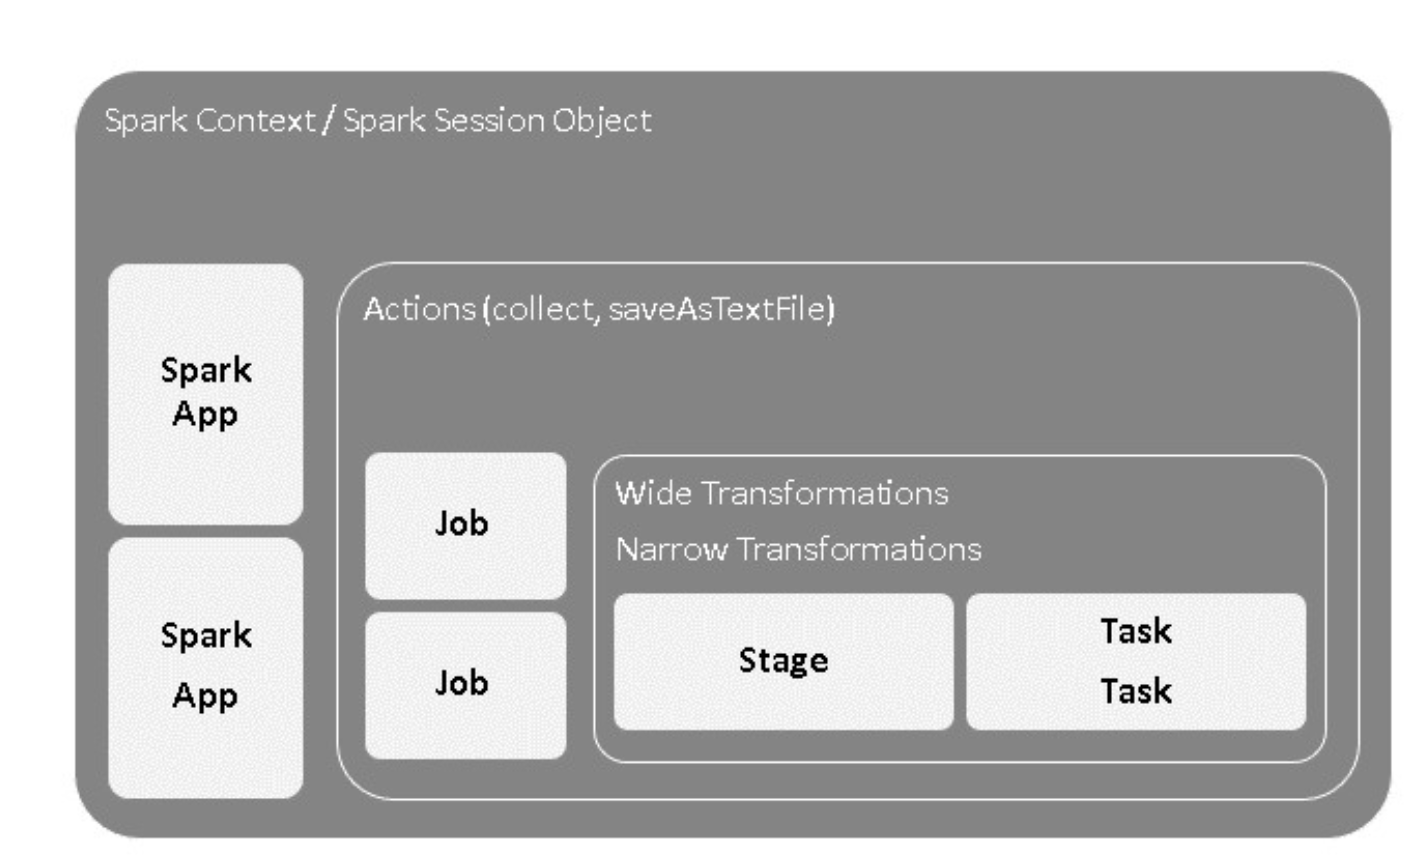 Spark Context / Spark Session Object
Spark
App
Spark
App
Actions (collect, saveAsTextFile)
Job
Job
Wide Transformations
Narrow Transformations
Stage
Task
Task